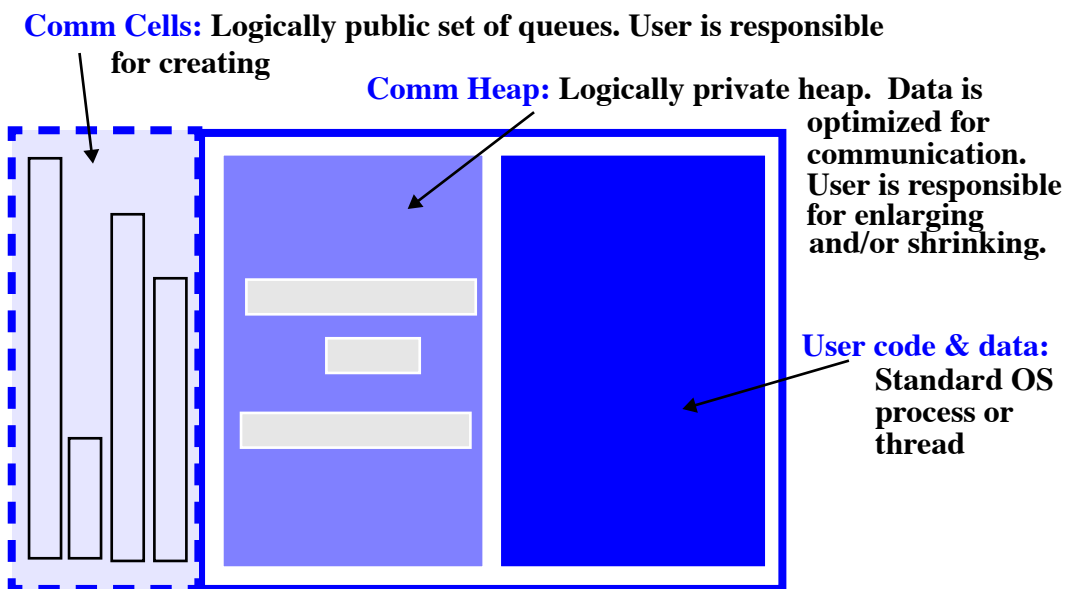 Comm Cells: Logically public set of queues. User is responsible
for creating
Comm Heap: Logically private heap. Data is
optimized for
communication.
User is responsible
for enlarging
and/or shrinking.
User code & data:
Standard OS
process or
thread